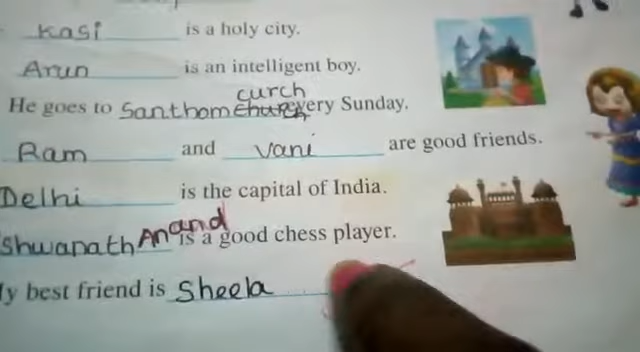 Kasi is a holy city.
Arun is an intelligent boy.
curch
He goes to Santhom every Sunday.
Ram and Vani are good friends.
Delhi is the capital of India.
shwanath Anand is a good chess player.
y best friend is Sheela